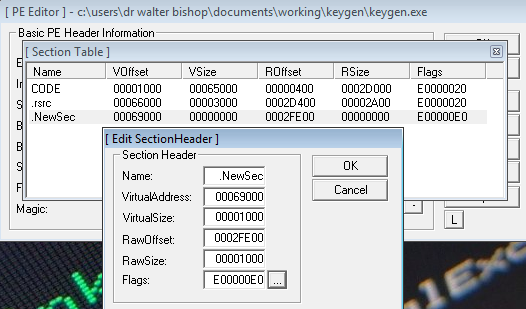 [ PE Editor ] - c:\users\dr walter bishop\documents\working\keygen\keygen.exe
Basic PE Header Information
[ Section Table ]
Name VOffset VSize ROffset RSize Flags
CODE 00001000 00065000 00000400 0002D000 E0000020
.rsrc 00066000 00003000 0002D400 00002A00 E0000020
.NewSec 00069000 00000000 0002FE00 00000000 E00000E0
[ Edit SectionHeader ]
Section Header
Name: .NewSec
VirtualAddress: 00069000
VirtualSize: 00001000
RawOffset: 0002FE00
RawSize: 00001000
Flags: E00000E0 ...
OK
Cancel
Magic:
L